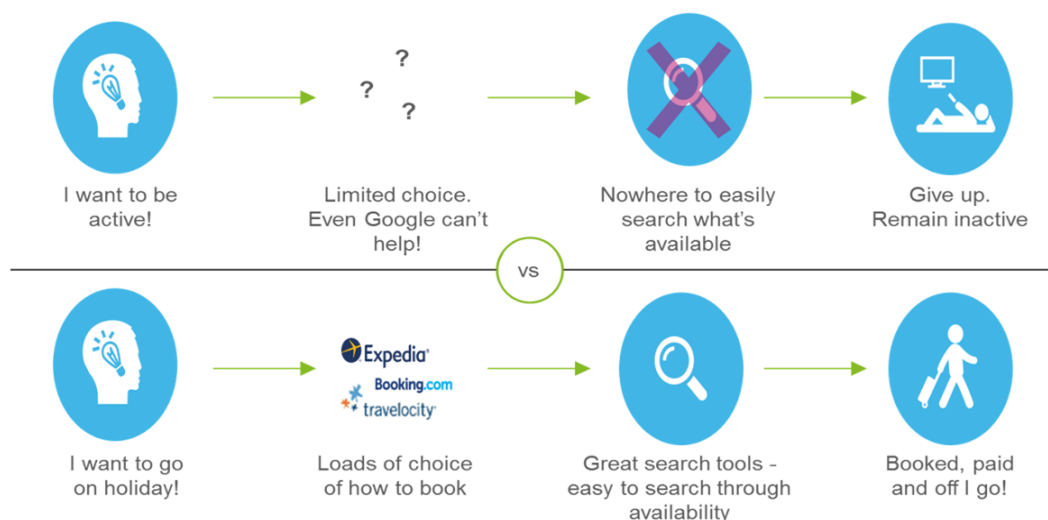 ?
?
?
I want to be
active!
Limited choice.
Even Google can't
help!
Nowhere to easily
search what's
available
Give up.
Remain inactive
vs
Expedia®
Booking.com
travelocity®
I want to go
on holiday!
Loads of choice
of how to book
Great search tools -
easy to search through
availability
Booked, paid
and off I go!